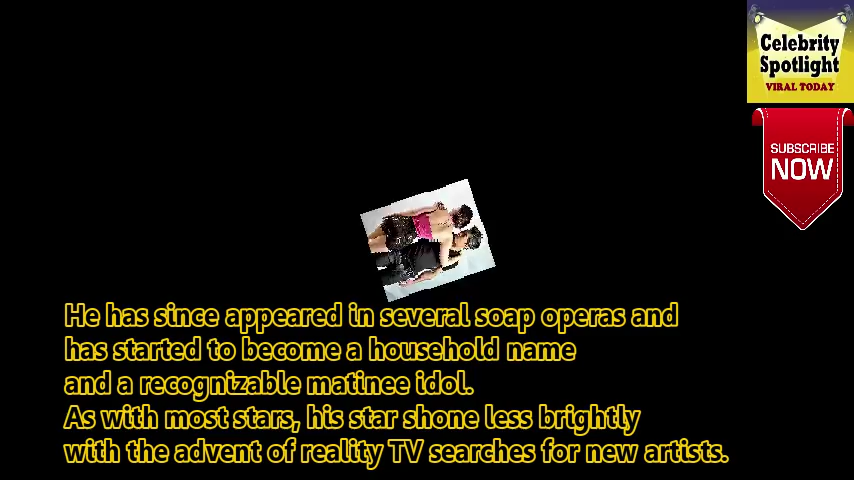 Celebrity
Spotlight
VIRAL TODAY
SUBSCRIBE
NOW
He has since appeared in several soap operas and
has started to become a household name
and a recognizable matinee idol.
As with most stars, his star shone less brightly
with the advent of reality TV searches for new artists.